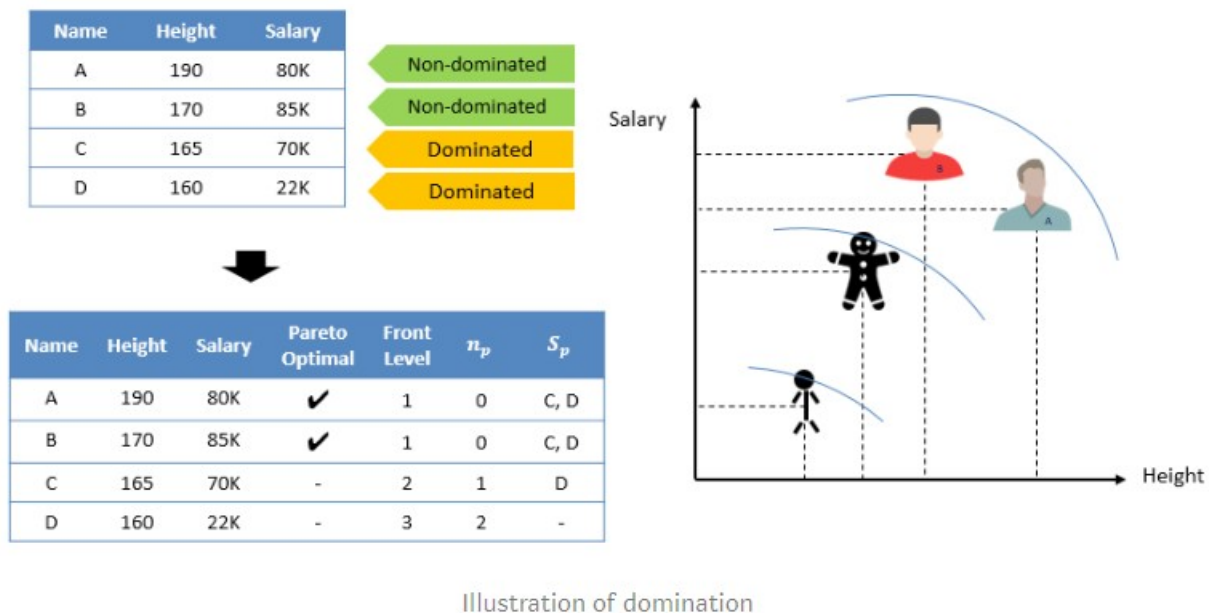 Name Height Salary
A 190 80K
B 170 85K
C 165 70K
D 160 22K
Non-dominated
Non-dominated
Dominated
Dominated
Name Height Salary Pareto Optimal Front Level nₚ Sₚ
A 190 80K ✔ 1 0 C, D
B 170 85K ✔ 1 0 C, D
C 165 70K - 2 1 D
D 160 22K - 3 2 -
Salary
B
A
Height
Illustration of domination